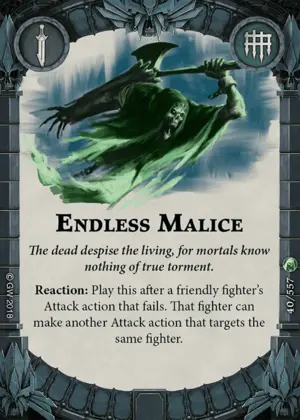 ENDLESS MALICE
The dead despise the living, for mortals know
nothing of true torment.
Reaction: Play this after a friendly fighter's
Attack action that fails. That fighter can
make another Attack action that targets the
same fighter.
© GW 2018
40/557